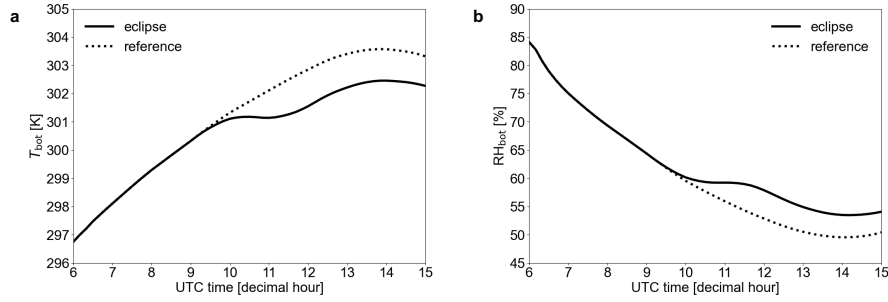 a
305
304
303
302
301
300
299
298
297
296
T_bot [K]
eclipse
reference
6 7 8 9 10 11 12 13 14 15
UTC time [decimal hour]
b
90
85
80
75
70
65
60
55
50
45
RH_bot [%]
eclipse
reference
6 7 8 9 10 11 12 13 14 15
UTC time [decimal hour]